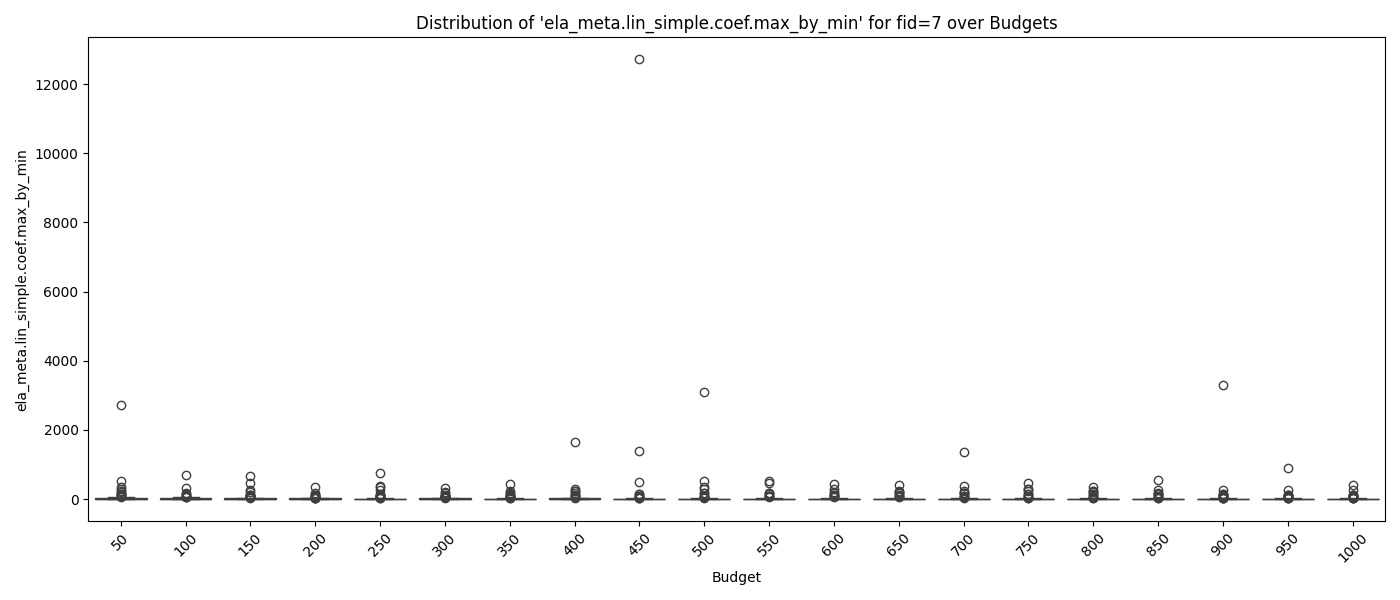 Distribution of 'ela_meta.lin_simple.coef.max_by_min' for fid=7 over Budgets
ela_meta.lin_simple.coef.max_by_min
12000
10000
8000
6000
4000
2000
0
50 100 150 200 250 300 350 400 450 500 550 600 650 700 750 800 850 900 950 1000
Budget